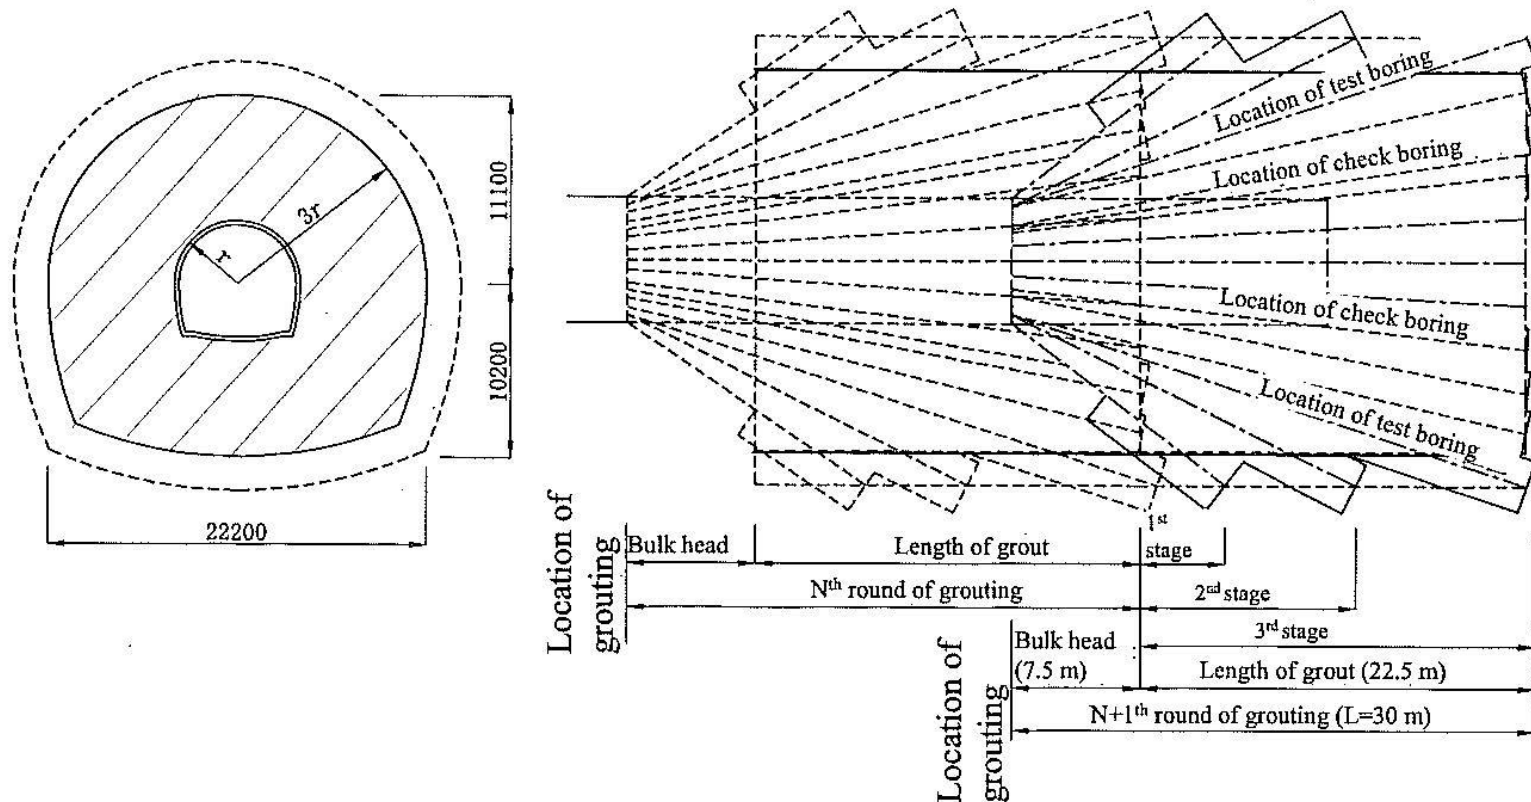 r
3r
11100
10200
22200
Location of test boring
Location of check boring
Location of check boring
Location of test boring
Location of
grouting
Bulk head
Length of grout
1st
stage
Nth round of grouting
2nd stage
3rd stage
Location of
grouting
Bulk head
(7.5 m)
Length of grout (22.5 m)
N+1th round of grouting (L=30 m)